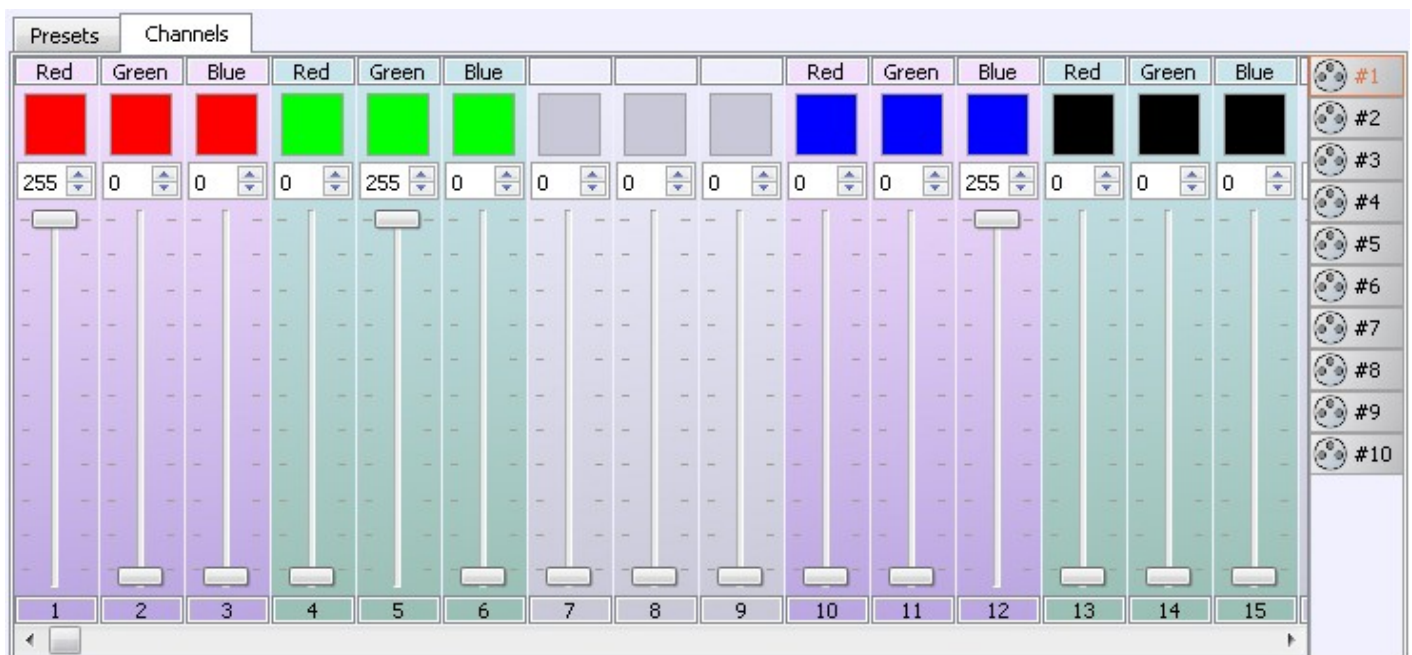 Presets Channels
Red Green Blue Red Green Blue Red Green Blue Red Green Blue
255 0 0 0 255 0 0 0 0 0 0 255 0 0 0
1 2 3 4 5 6 7 8 9 10 11 12 13 14 15
#1
#2
#3
#4
#5
#6
#7
#8
#9
#10